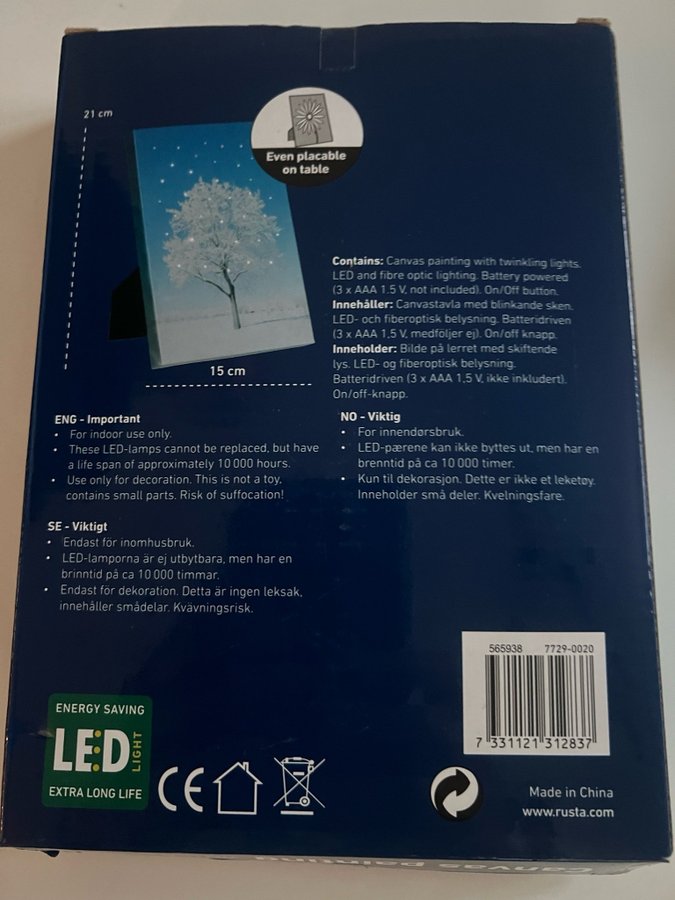 21 cm
Even placable
on table
15 cm
Contains: Canvas painting with twinkling lights.
LED and fibre optic lighting. Battery powered
(3 x AAA 1.5 V, not included). On/Off button.
Innehåller: Canvastavla med blinkande sken.
LED- och fiberoptisk belysning. Batteridriven
(3 x AAA 1,5 V, medföljer ej). On/off knapp.
Inneholder: Bilde på lerret med skiftende
lys. LED- og fiberoptisk belysning.
Batteridriven (3 x AAA 1,5 V, ikke inkludert).
On/off-knapp.
ENG - Important
• For indoor use only.
• These LED-lamps cannot be replaced, but have
a life span of approximately 10 000 hours.
• Use only for decoration. This is not a toy,
contains small parts. Risk of suffocation!
NO - Viktig
• For innendørsbruk.
• LED-pærene kan ikke byttes ut, men har en
brenntid på ca 10 000 timer.
• Kun til dekorasjon. Dette er ikke et leketøy.
Inneholder små deler. Kvelningsfare.
SE - Viktigt
• Endast för inomhusbruk.
• LED-lamporna är ej utbytbara, men har en
brinntid på ca 10 000 timmar.
• Endast för dekoration. Detta är ingen leksak,
innehåller smådelar. Kvävningsrisk.
565938 7729-0020
7 331121 312837
ENERGY SAVING
LED LIGHT
EXTRA LONG LIFE
CE
Made in China
www.rusta.com
Canvas painting